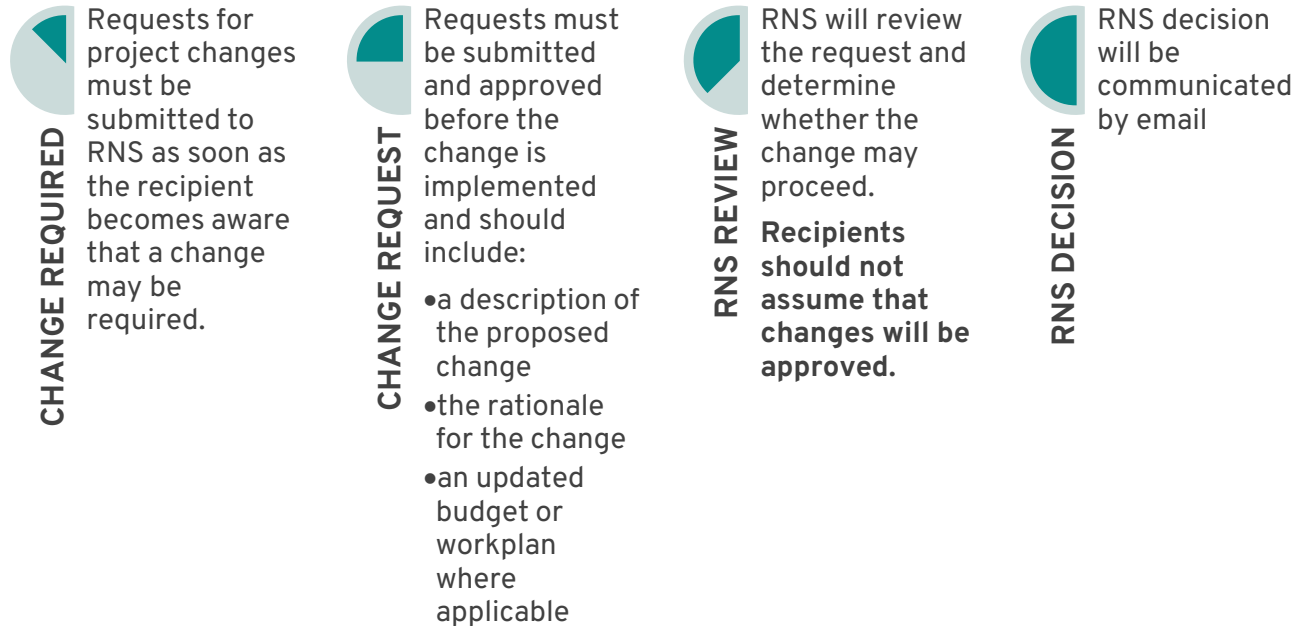 CHANGE REQUIRED
Requests for
project changes
must be
submitted to
RNS as soon as
the recipient
becomes aware
that a change
may be
required.
CHANGE REQUEST
Requests must
be submitted
and approved
before the
change is
implemented
and should
include:
•a description of
the proposed
change
•the rationale
for the change
•an updated
budget or
workplan
where
applicable
RNS REVIEW
RNS will review
the request and
determine
whether the
change may
proceed.
Recipients
should not
assume that
changes will be
approved.
RNS DECISION
RNS decision
will be
communicated
by email